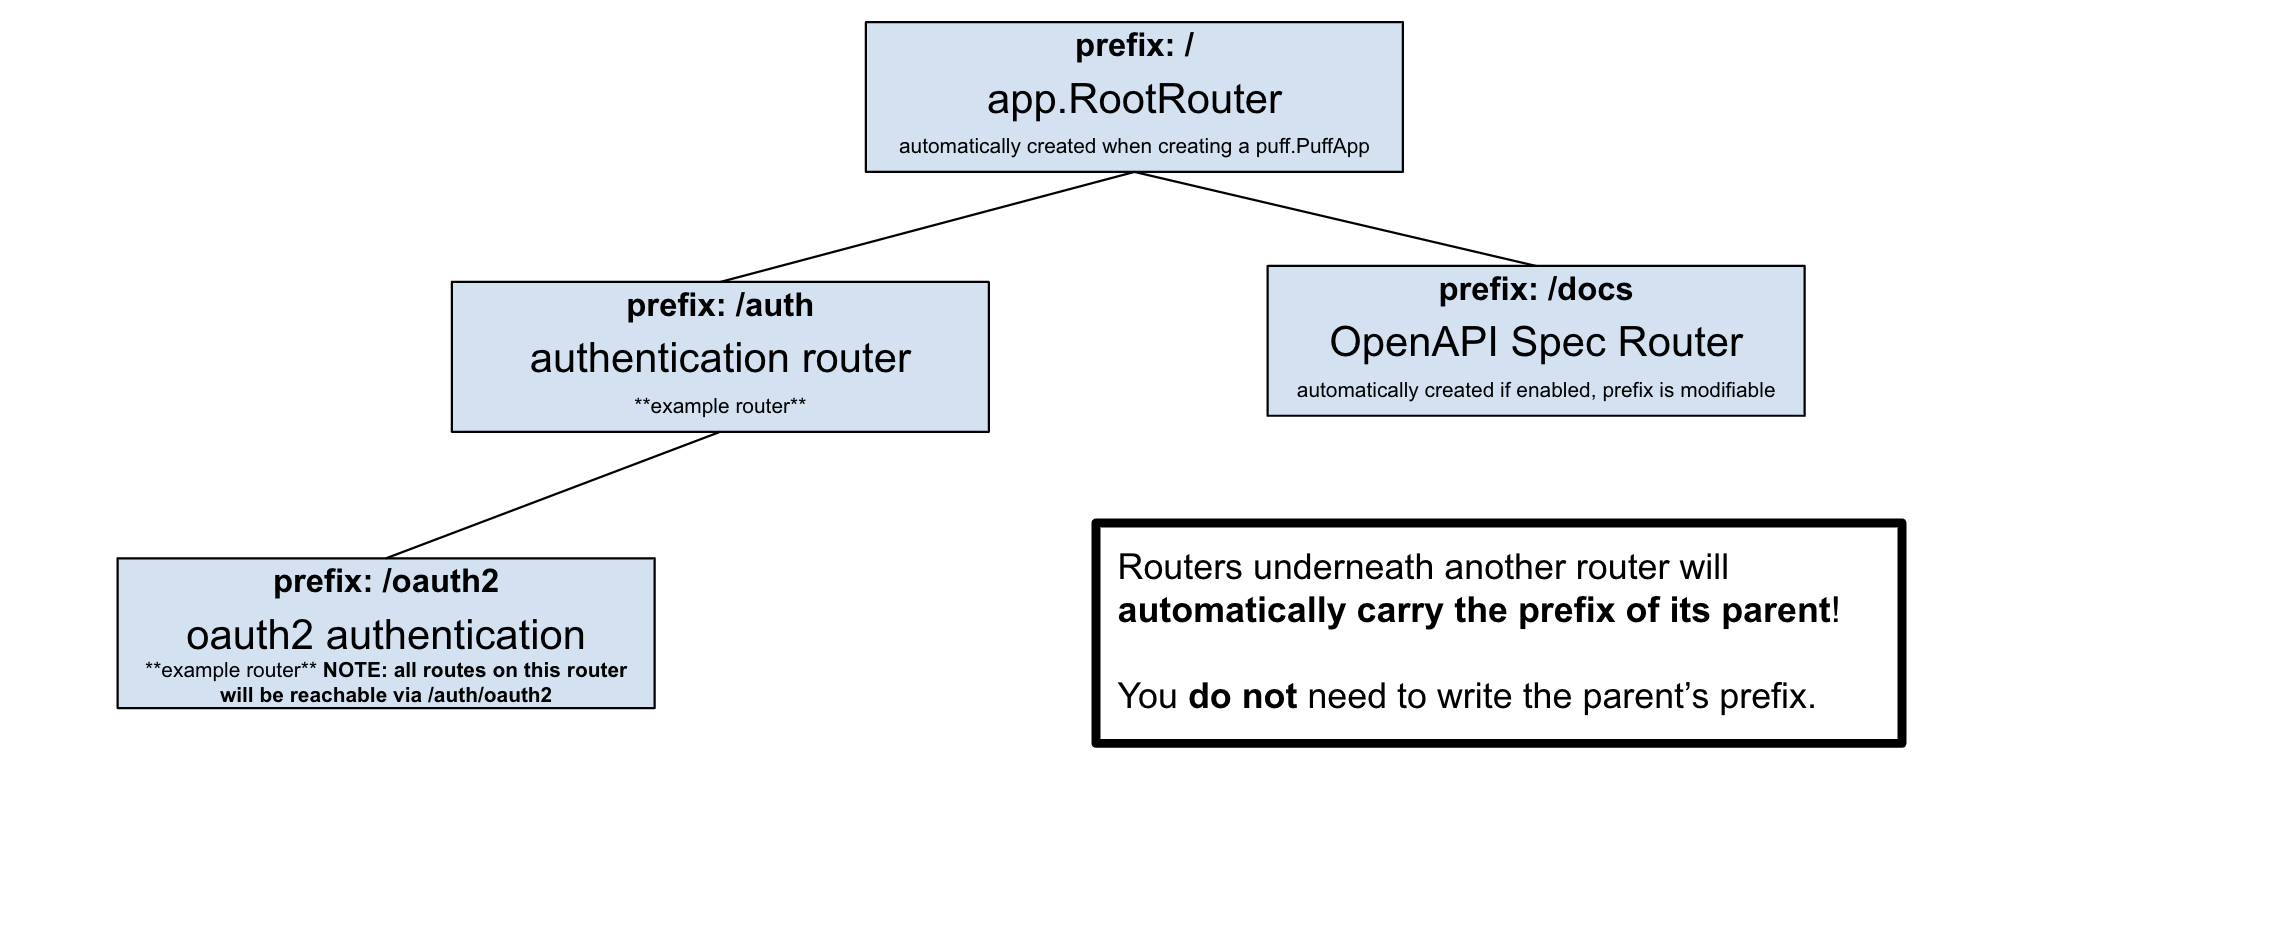 prefix: /
app.RootRouter
automatically created when creating a puff.PuffApp
prefix: /auth
authentication router
**example router**
prefix: /docs
OpenAPI Spec Router
automatically created if enabled, prefix is modifiable
prefix: /oauth2
oauth2 authentication
**example router** NOTE: all routes on this router
will be reachable via /auth/oauth2
Routers underneath another router will
automatically carry the prefix of its parent!
You do not need to write the parent’s prefix.